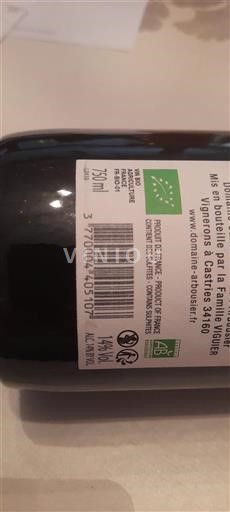 Mis en bouteille par la Famille VIGUIER
Vignerons à Castries 34160
www.domaine-arbousier.fr
PRODUIT DE FRANCE - PRODUCT OF FRANCE
CONTIENT DES SULFITES - CONTAINS SULPHITES
VIN BIO
AGRICULTURE
FRANCE
FR-BIO-01
750 ml
3 770004 405107
14% Vol.
ALC.14% BY VOL.
AB
VINTO